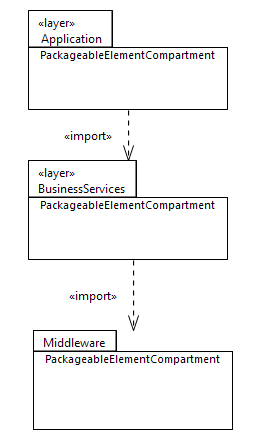 «layer»
Application
PackageableElementCompartment
«import»
«layer»
BusinessServices
PackageableElementCompartment
«import»
Middleware
PackageableElementCompartment